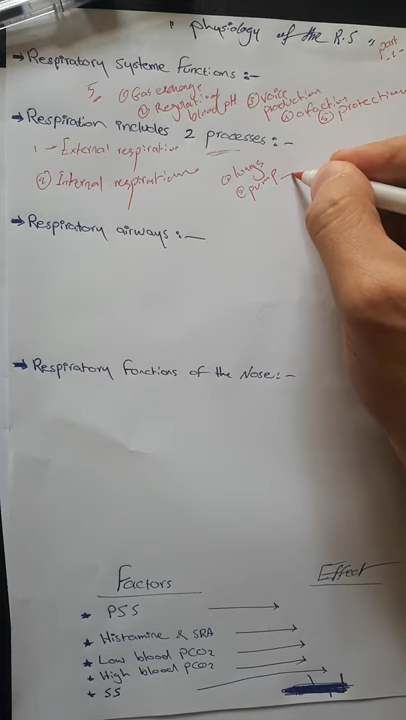 "physiology of the R.S"
part 1.1-
→ Respiratory systeme functions :-
5, ① Gas exchange ② Regulation of blood pH ③ voice production ④ olfaction ⑤ protection
→ Respiration includes 2 processes :-
1 - External respiration
② Internal respiration
① lungs
② pump
→ Respiratory airways :-
→ Respiratory functions of the Nose :-
Factors
Effect
* PSS →
* Histamine & SRA →
* Low blood PCO2 →
* High blood PCO2 →
* SS →